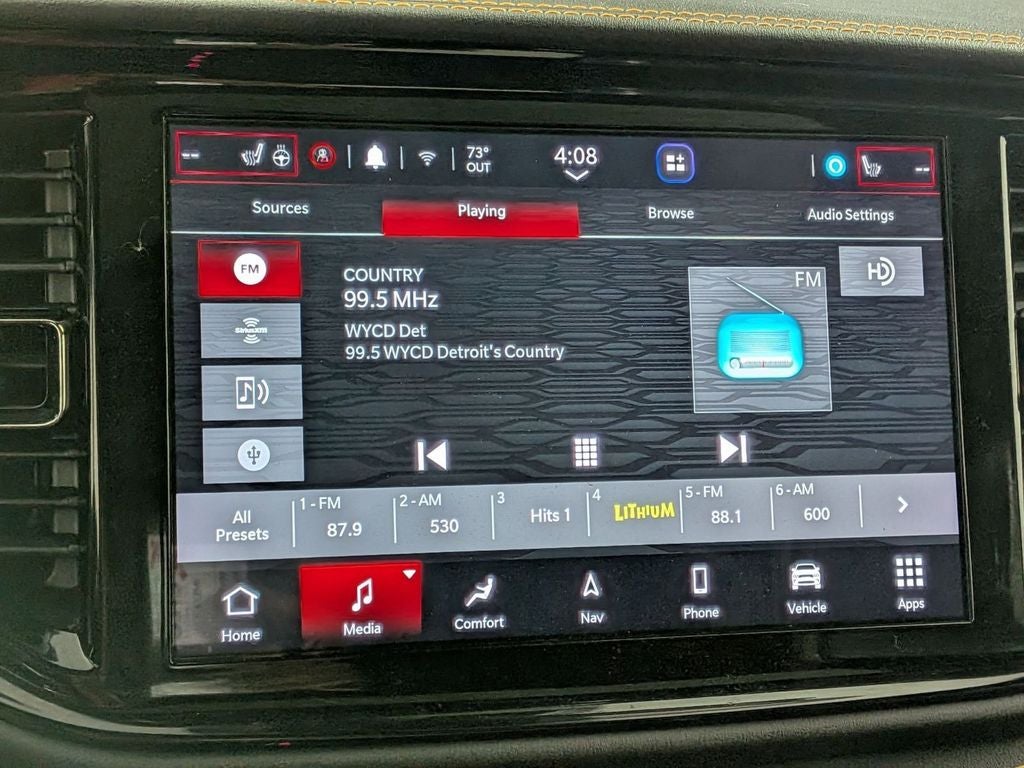 73°
OUT
4:08
Sources
Playing
Browse
Audio Settings
FM
COUNTRY
99.5 MHz
WYCD Det
99.5 WYCD Detroit's Country
FM
HD
SiriusXM
All
Presets
1 - FM
87.9
2 - AM
530
3
Hits 1
4
LiTHiUM
5 - FM
88.1
6 - AM
600
Home
Media
Comfort
Nav
Phone
Vehicle
Apps